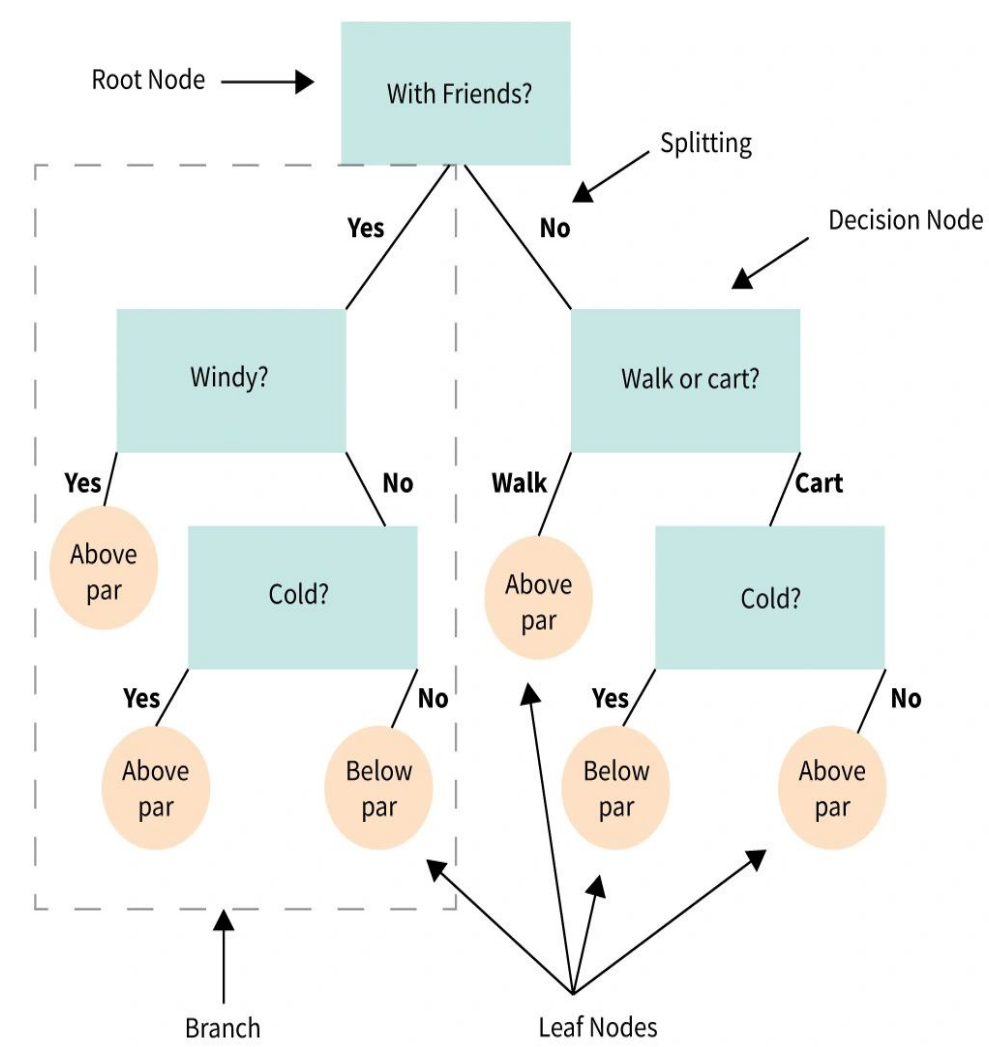 Root Node
With Friends?
Splitting
Decision Node
Yes
No
Windy?
Walk or cart?
Yes
No
Walk
Cart
Above
par
Cold?
Above
par
Cold?
Yes
No
Yes
No
Above
par
Below
par
Below
par
Above
par
Branch
Leaf Nodes